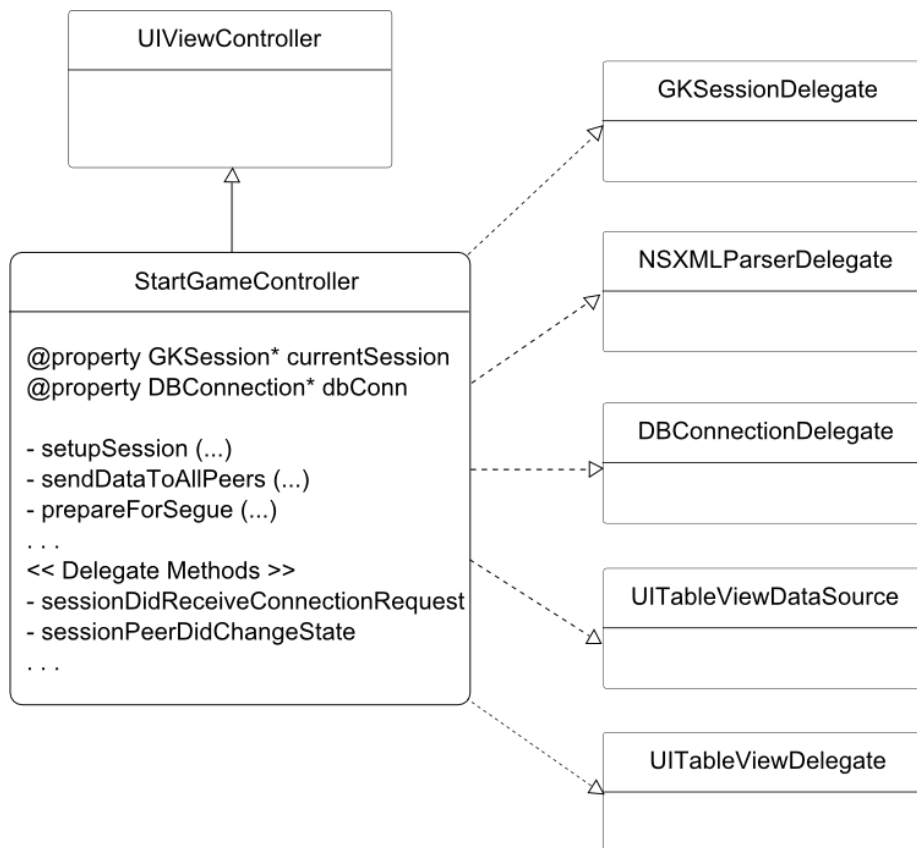 UIViewController
GKSessionDelegate
NSXMLParserDelegate
StartGameController
@property GKSession* currentSession
@property DBConnection* dbConn
- setupSession (...)
- sendDataToAllPeers (...)
- prepareForSegue (...)
. . .
<< Delegate Methods >>
- sessionDidReceiveConnectionRequest
- sessionPeerDidChangeState
. . .
DBConnectionDelegate
UITableViewDataSource
UITableViewDelegate